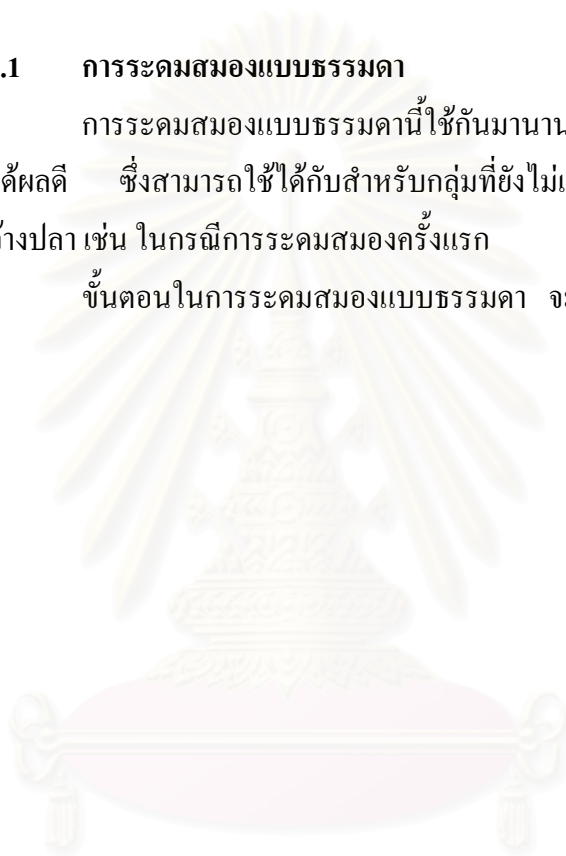 .1 การระดมสมองแบบธรรมดา
การระดมสมองแบบธรรมดานี้ใช้กันมานาน
ด้ผลดี ซึ่งสามารถใช้ได้กับสำหรับกลุ่มที่ยังไม่
ก้างปลา เช่น ในกรณีการระดมสมองครั้งแรก
ขั้นตอนในการระดมสมองแบบธรรมดา